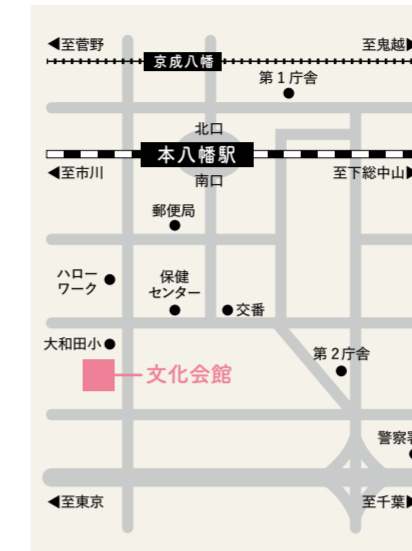 ◀至菅野
至鬼越▶
京成八幡
第1庁舎
北口
本八幡駅
◀至市川
南口
至下総中山▶
郵便局
ハロー
ワーク
保健
センター
交番
大和田小
第2庁舎
文化会館
警察署
◀至東京
至千葉▶